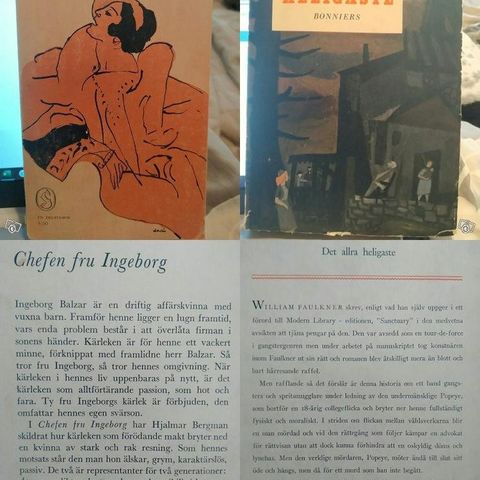 HELIGASTE
BONNIERS
EN DELFINBOK
Chefen fru Ingeborg
Ingeborg Balzar är en driftig affärskvinna med
vuxna barn. Framför henne ligger en lugn framtid,
vars enda problem består i att överlåta firman i
sonens händer. Kärleken är för henne ett vackert
minne, förknippat med framlidne herr Balzar. Så
tror fru Ingeborg, så tror hennes omgivning. När
kärleken i hennes liv uppenbaras på nytt, är det
kärleken som alltförtärande passion, som hot och
fara. Ty fru Ingeborgs kärlek är förbjuden, den
omfattar hennes egen svärson.
I Chefen fru Ingeborg har Hjalmar Bergman
skildrat hur kärleken som förödande makt bryter ned
en kvinna av stark och rak resning. Som hennes
motsats står den man hon älskar, grym, karaktärslös,
passiv. De två är representanter för två generationer:
Det allra heligaste
WILLIAM FAULKNER skrev, enligt vad han själv uppger i ett
förord till Modern Library - editionen, "Sanctuary" i den medvetna
avsikten att tjäna pengar på den. Den var avsedd som en tour-de-force
i gangstergenren men under arbetet på manuskriptet tog konstnären
inom Faulkner ut sin rätt och romanen blev åtskilligt mera än en blott och
bart hårresande raffel.
Men rafflande så det förslår är denna historia om ett band gangs-
ters och spritsmugglare under ledning av den undermänsklige Popeye,
som bortför en 18-årig collegeflicka och bryter ner henne fullständigt
fysiskt och moraliskt. I striden om flickan mellan våldsverkarna blir
en man mördad och vid den rättegång som följer kämpar en advokat
för rättvisan utan att dock kunna förhindra att en oskyldig döms och
lynchas. Men den verklige mördaren, Popeye, möter ändå till slut sitt
öde och hängs, men då för ett mord som han inte begått.